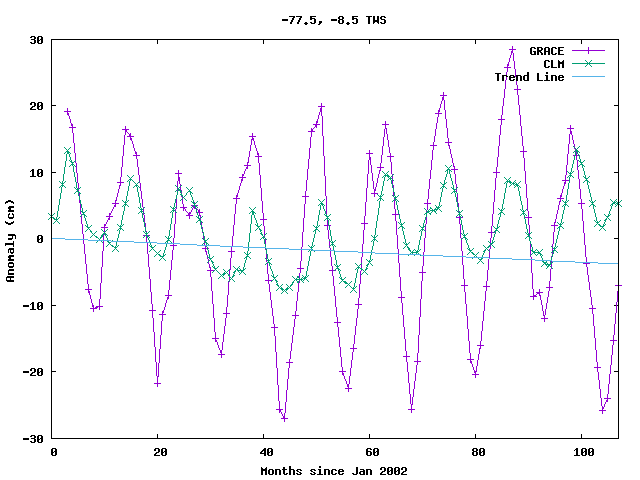 -77.5, -8.5 TWS
GRACE
CLM
Trend Line
30
20
10
0
-10
-20
-30
Anomaly (cm)
0 20 40 60 80 100
Months since Jan 2002